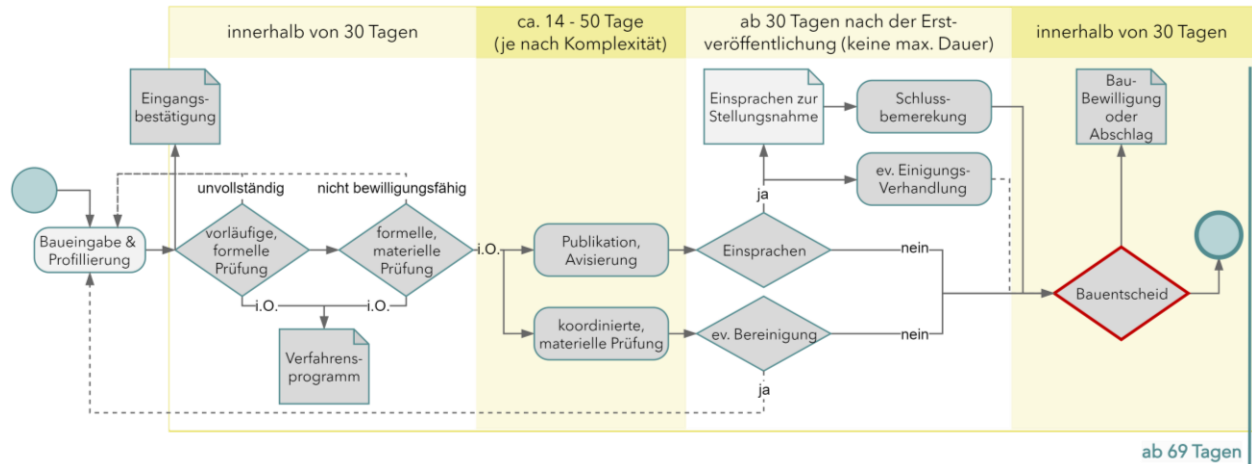 innerhalb von 30 Tagen
ca. 14 - 50 Tage
(je nach Komplexität)
ab 30 Tagen nach der Erst-
veröffentlichung (keine max. Dauer)
innerhalb von 30 Tagen
Eingangs-
bestätigung
Einsprachen zur
Stellungsnahme
Schluss-
bemerekung
Bau-
Bewilligung
oder
Abschlag
unvollständig
nicht bewilligungsfähig
ev. Einigungs-
Verhandlung
ja
Baueingabe &
Profillierung
vorläufige,
formelle
Prüfung
formelle,
materielle
Prüfung
i.O.
Publikation,
Avisierung
Einsprachen
nein
Bauentscheid
i.O.
i.O.
koordinierte,
materielle Prüfung
ev. Bereinigung
nein
Verfahrens-
programm
ja
ab 69 Tagen